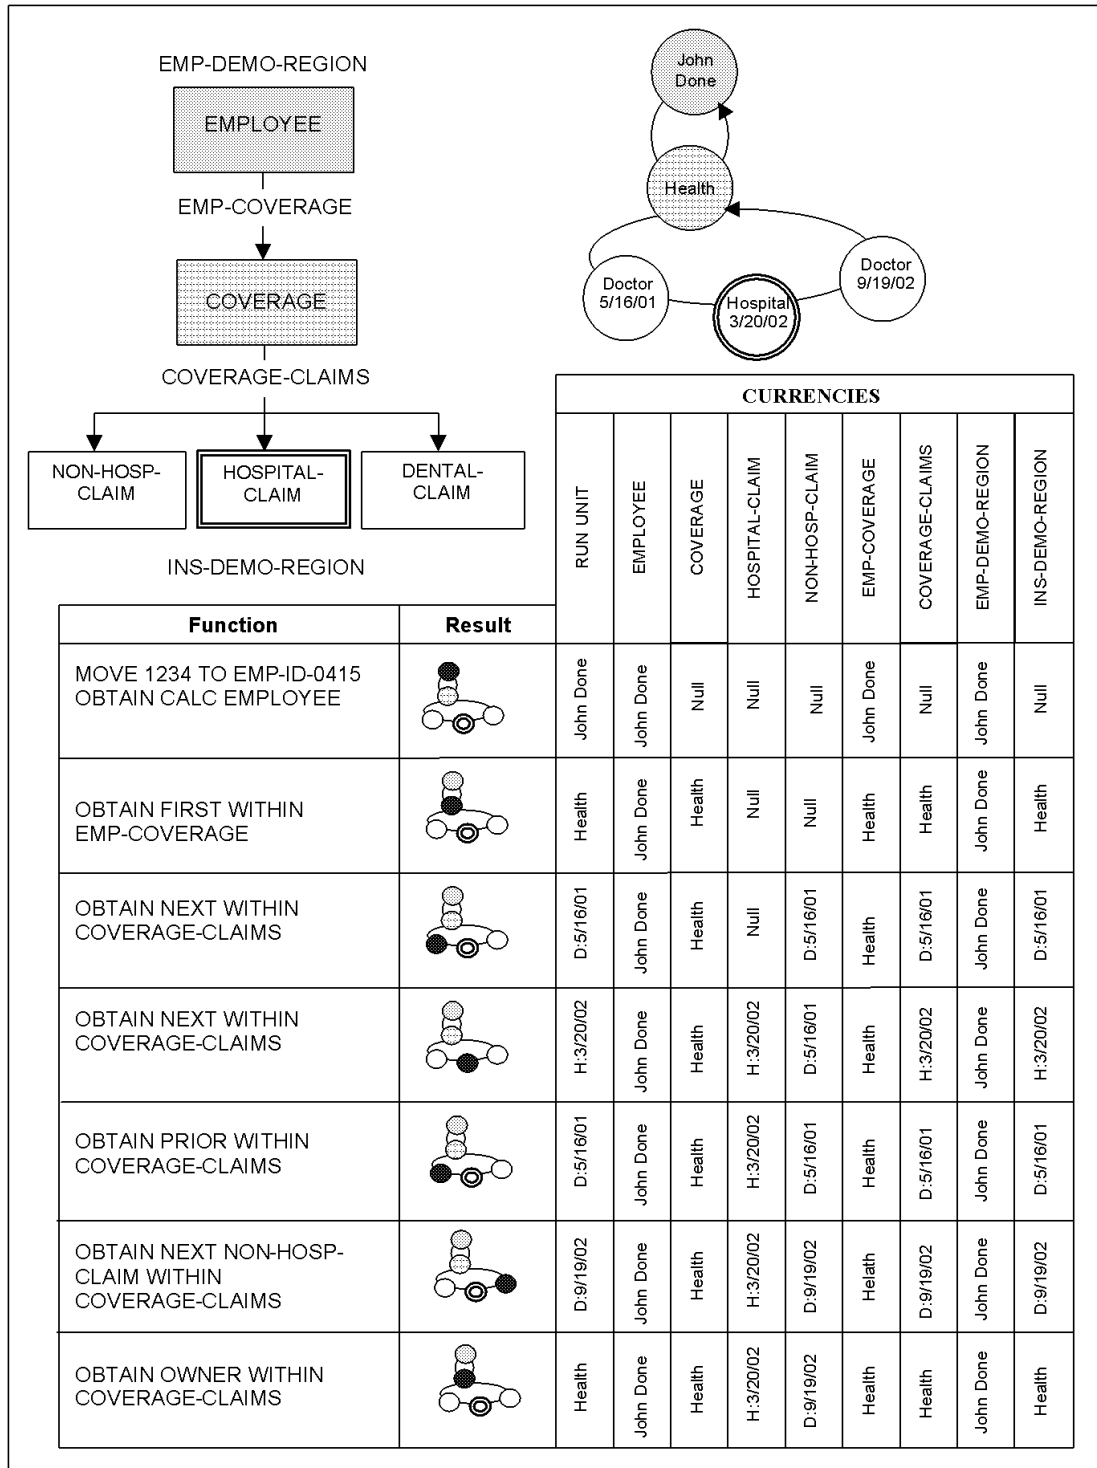 EMP-DEMO-REGION
EMPLOYEE
EMP-COVERAGE
COVERAGE
COVERAGE-CLAIMS
NON-HOSP-
CLAIM
HOSPITAL-
CLAIM
DENTAL-
CLAIM
INS-DEMO-REGION
John
Done
Health
Doctor
5/16/01
Hospital
3/20/02
Doctor
9/19/02
CURRENCIES
RUN UNIT
EMPLOYEE
COVERAGE
HOSPITAL-CLAIM
NON-HOSP-CLAIM
EMP-COVERAGE
COVERAGE-CLAIMS
EMP-DEMO-REGION
INS-DEMO-REGION
Function
Result
MOVE 1234 TO EMP-ID-0415
OBTAIN CALC EMPLOYEE
John Done
John Done
Null
Null
Null
John Done
Null
John Done
Null
OBTAIN FIRST WITHIN
EMP-COVERAGE
Health
John Done
Health
Null
Null
Health
Health
John Done
Health
OBTAIN NEXT WITHIN
COVERAGE-CLAIMS
D:5/16/01
John Done
Health
Null
D:5/16/01
Health
D:5/16/01
John Done
D:5/16/01
OBTAIN NEXT WITHIN
COVERAGE-CLAIMS
H:3/20/02
John Done
Health
H:3/20/02
D:5/16/01
Health
H:3/20/02
John Done
H:3/20/02
OBTAIN PRIOR WITHIN
COVERAGE-CLAIMS
D:5/16/01
John Done
Health
H:3/20/02
D:5/16/01
Health
D:5/16/01
John Done
D:5/16/01
OBTAIN NEXT NON-HOSP-
CLAIM WITHIN
COVERAGE-CLAIMS
D:9/19/02
John Done
Health
H:3/20/02
D:9/19/02
Helath
D:9/19/02
John Done
D:9/19/02
OBTAIN OWNER WITHIN
COVERAGE-CLAIMS
Health
John Done
Health
H:3/20/02
D:9/19/02
Health
Health
John Done
Health